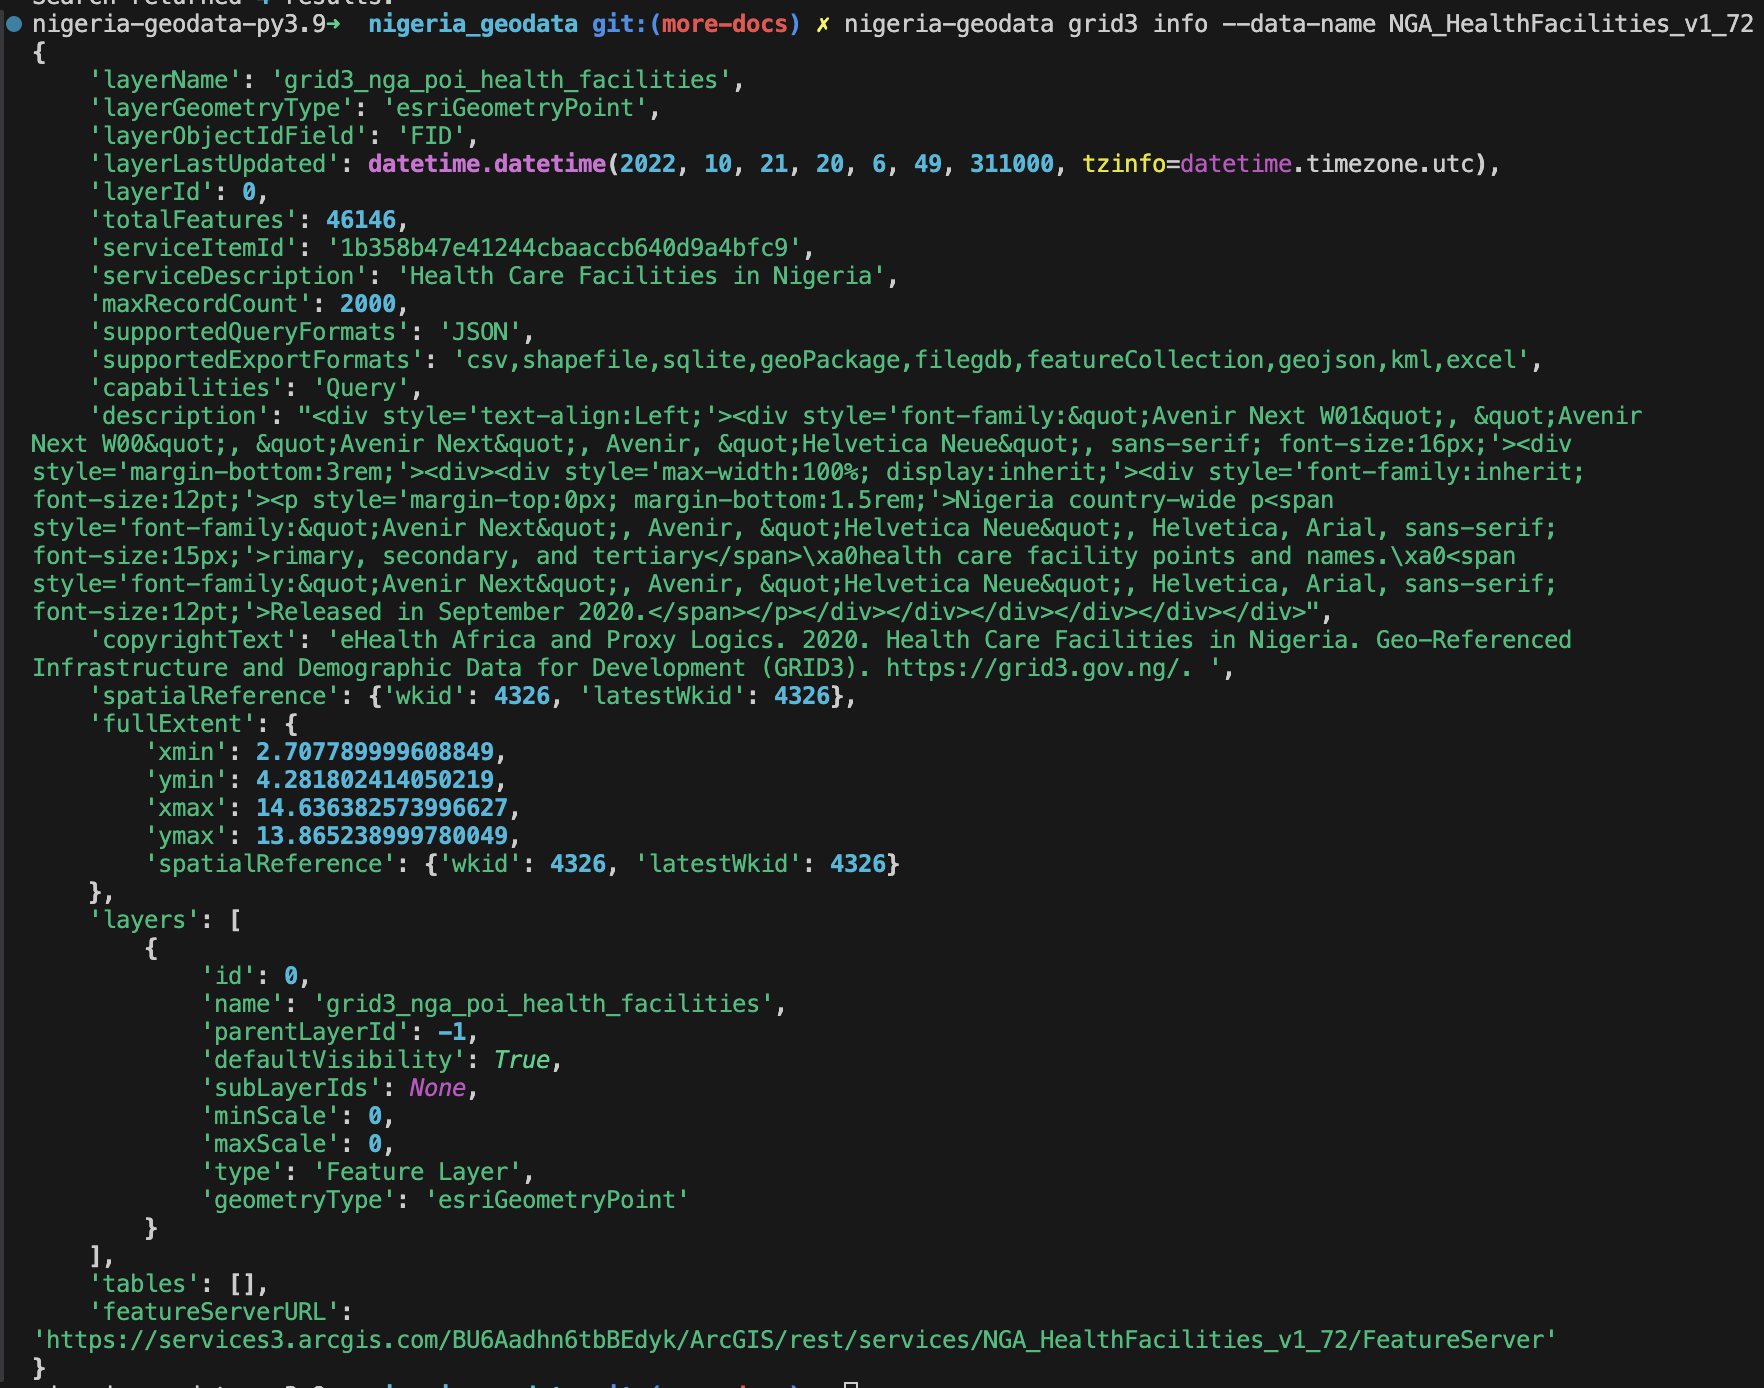 Search returned 4 results.
nigeria-geodata-py3.9➜  nigeria_geodata git:(more-docs) ✗ nigeria-geodata grid3 info --data-name NGA_HealthFacilities_v1_72
{
    'layerName': 'grid3_nga_poi_health_facilities',
    'layerGeometryType': 'esriGeometryPoint',
    'layerObjectIdField': 'FID',
    'layerLastUpdated': datetime.datetime(2022, 10, 21, 20, 6, 49, 311000, tzinfo=datetime.timezone.utc),
    'layerId': 0,
    'totalFeatures': 46146,
    'serviceItemId': '1b358b47e41244cbaaccb640d9a4bfc9',
    'serviceDescription': 'Health Care Facilities in Nigeria',
    'maxRecordCount': 2000,
    'supportedQueryFormats': 'JSON',
    'supportedExportFormats': 'csv,shapefile,sqlite,geoPackage,filegdb,featureCollection,geojson,kml,excel',
    'capabilities': 'Query',
    'description': "<div style='text-align:Left;'><div style='font-family:&quot;Avenir Next W01&quot;, &quot;Avenir
Next W00&quot;, &quot;Avenir Next&quot;, Avenir, &quot;Helvetica Neue&quot;, sans-serif; font-size:16px;'><div
style='margin-bottom:3rem;'><div><div style='max-width:100%; display:inherit;'><div style='font-family:inherit;
font-size:12pt;'><p style='margin-top:0px; margin-bottom:1.5rem;'>Nigeria country-wide p<span
style='font-family:&quot;Avenir Next&quot;, Avenir, &quot;Helvetica Neue&quot;, Helvetica, Arial, sans-serif;
font-size:15px;'>rimary, secondary, and tertiary</span>\xa0health care facility points and names.\xa0<span
style='font-family:&quot;Avenir Next&quot;, Avenir, &quot;Helvetica Neue&quot;, Helvetica, Arial, sans-serif;
font-size:12pt;'>Released in September 2020.</span></p></div></div></div></div></div></div>",
    'copyrightText': 'eHealth Africa and Proxy Logics. 2020. Health Care Facilities in Nigeria. Geo-Referenced
Infrastructure and Demographic Data for Development (GRID3). https://grid3.gov.ng/. ',
    'spatialReference': {'wkid': 4326, 'latestWkid': 4326},
    'fullExtent': {
        'xmin': 2.707789999608849,
        'ymin': 4.281802414050219,
        'xmax': 14.636382573996627,
        'ymax': 13.865238999780049,
        'spatialReference': {'wkid': 4326, 'latestWkid': 4326}
    },
    'layers': [
        {
            'id': 0,
            'name': 'grid3_nga_poi_health_facilities',
            'parentLayerId': -1,
            'defaultVisibility': True,
            'subLayerIds': None,
            'minScale': 0,
            'maxScale': 0,
            'type': 'Feature Layer',
            'geometryType': 'esriGeometryPoint'
        }
    ],
    'tables': [],
    'featureServerURL':
'https://services3.arcgis.com/BU6Aadhn6tbBEdyk/ArcGIS/rest/services/NGA_HealthFacilities_v1_72/FeatureServer'
}